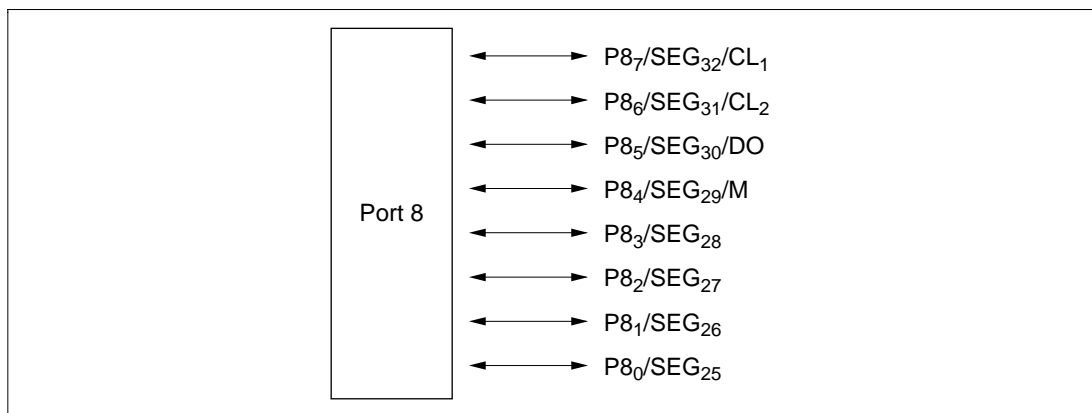 P8₇/SEG₃₂/CL₁
P8₆/SEG₃₁/CL₂
P8₅/SEG₃₀/DO
P8₄/SEG₂₉/M
Port 8
P8₃/SEG₂₈
P8₂/SEG₂₇
P8₁/SEG₂₆
P8₀/SEG₂₅